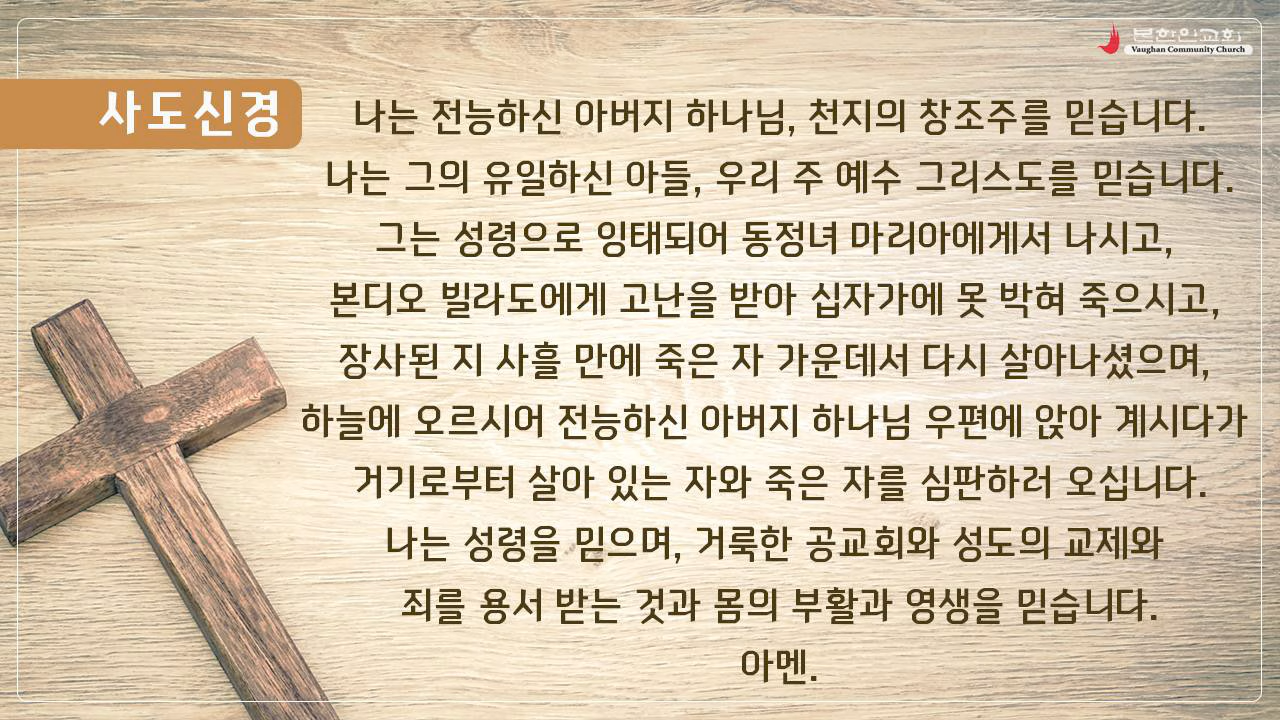 본한인교회
Vaughan Community Church
사도신경
나는 전능하신 아버지 하나님, 천지의 창조주를 믿습니다.
나는 그의 유일하신 아들, 우리 주 예수 그리스도를 믿습니다.
그는 성령으로 잉태되어 동정녀 마리아에게서 나시고,
본디오 빌라도에게 고난을 받아 십자가에 못 박혀 죽으시고,
장사된 지 사흘 만에 죽은 자 가운데서 다시 살아나셨으며,
하늘에 오르시어 전능하신 아버지 하나님 우편에 앉아 계시다가
거기로부터 살아 있는 자와 죽은 자를 심판하러 오십니다.
나는 성령을 믿으며, 거룩한 공교회와 성도의 교제와
죄를 용서 받는 것과 몸의 부활과 영생을 믿습니다.
아멘.